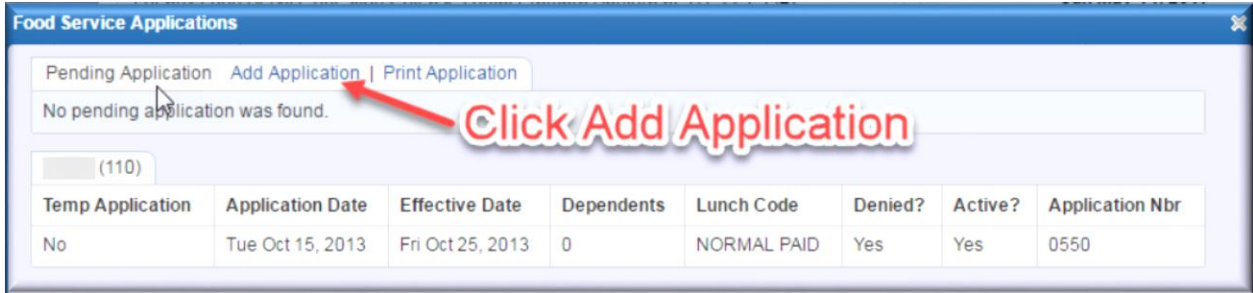 Food Service Applications
Pending Application Add Application | Print Application
No pending application was found.
Click Add Application
(110)
Temp Application Application Date Effective Date Dependents Lunch Code Denied? Active? Application Nbr
No Tue Oct 15, 2013 Fri Oct 25, 2013 0 NORMAL PAID Yes Yes 0550